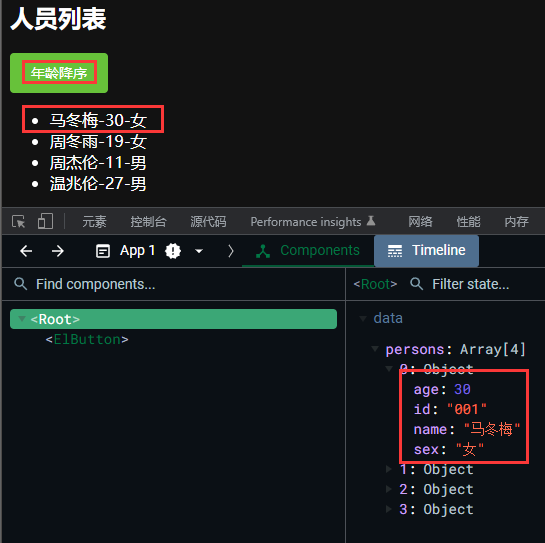 人员列表
年龄降序
马冬梅-30-女
周冬雨-19-女
周杰伦-11-男
温兆伦-27-男
元素 控制台 源代码 Performance insights 网络 性能 内存
App 1 Components Timeline
Find components...
<Root> Filter state...
<Root>
<ElButton>
data
persons: Array[4]
0: Object
age: 30
id: "001"
name: "马冬梅"
sex: "女"
1: Object
2: Object
3: Object